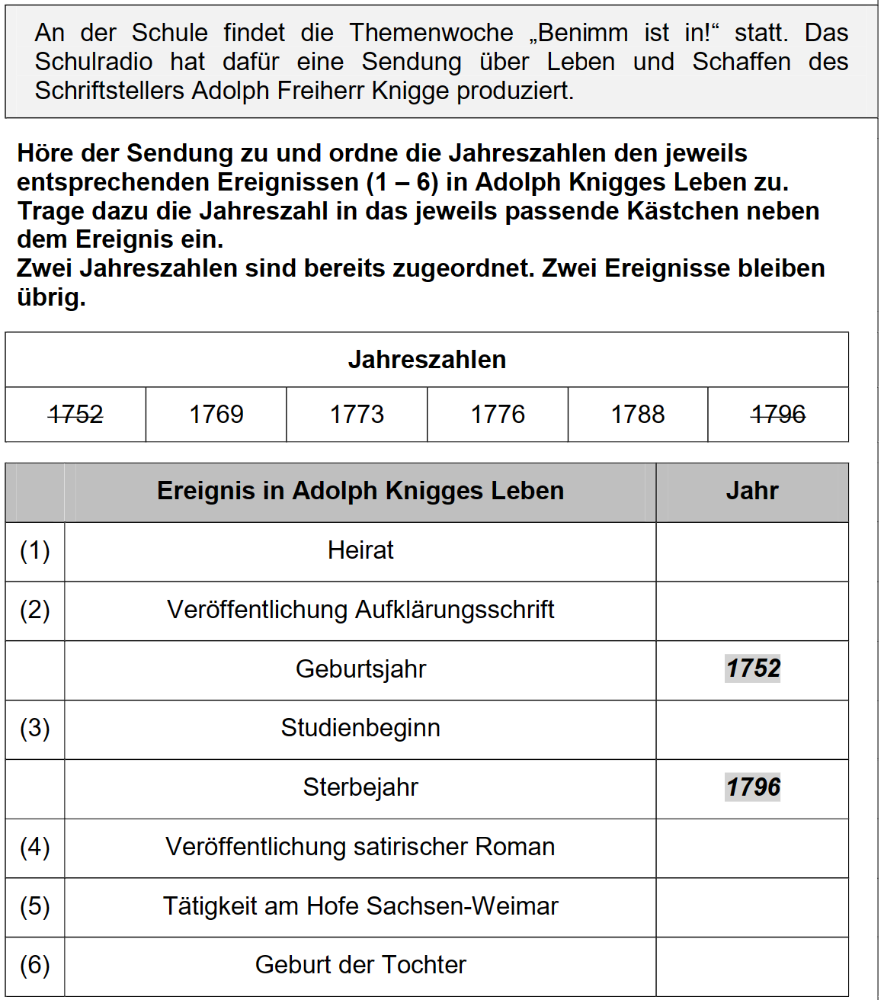 An der Schule findet die Themenwoche „Benimm ist in!“ statt. Das
Schulradio hat dafür eine Sendung über Leben und Schaffen des
Schriftstellers Adolph Freiherr Knigge produziert.
Höre der Sendung zu und ordne die Jahreszahlen den jeweils
entsprechenden Ereignissen (1 – 6) in Adolph Knigges Leben zu.
Trage dazu die Jahreszahl in das jeweils passende Kästchen neben
dem Ereignis ein.
Zwei Jahreszahlen sind bereits zugeordnet. Zwei Ereignisse bleiben
übrig.
Jahreszahlen
1752 1769 1773 1776 1788 1796
Ereignis in Adolph Knigges Leben Jahr
(1) Heirat
(2) Veröffentlichung Aufklärungsschrift
Geburtsjahr 1752
(3) Studienbeginn
Sterbejahr 1796
(4) Veröffentlichung satirischer Roman
(5) Tätigkeit am Hofe Sachsen-Weimar
(6) Geburt der Tochter